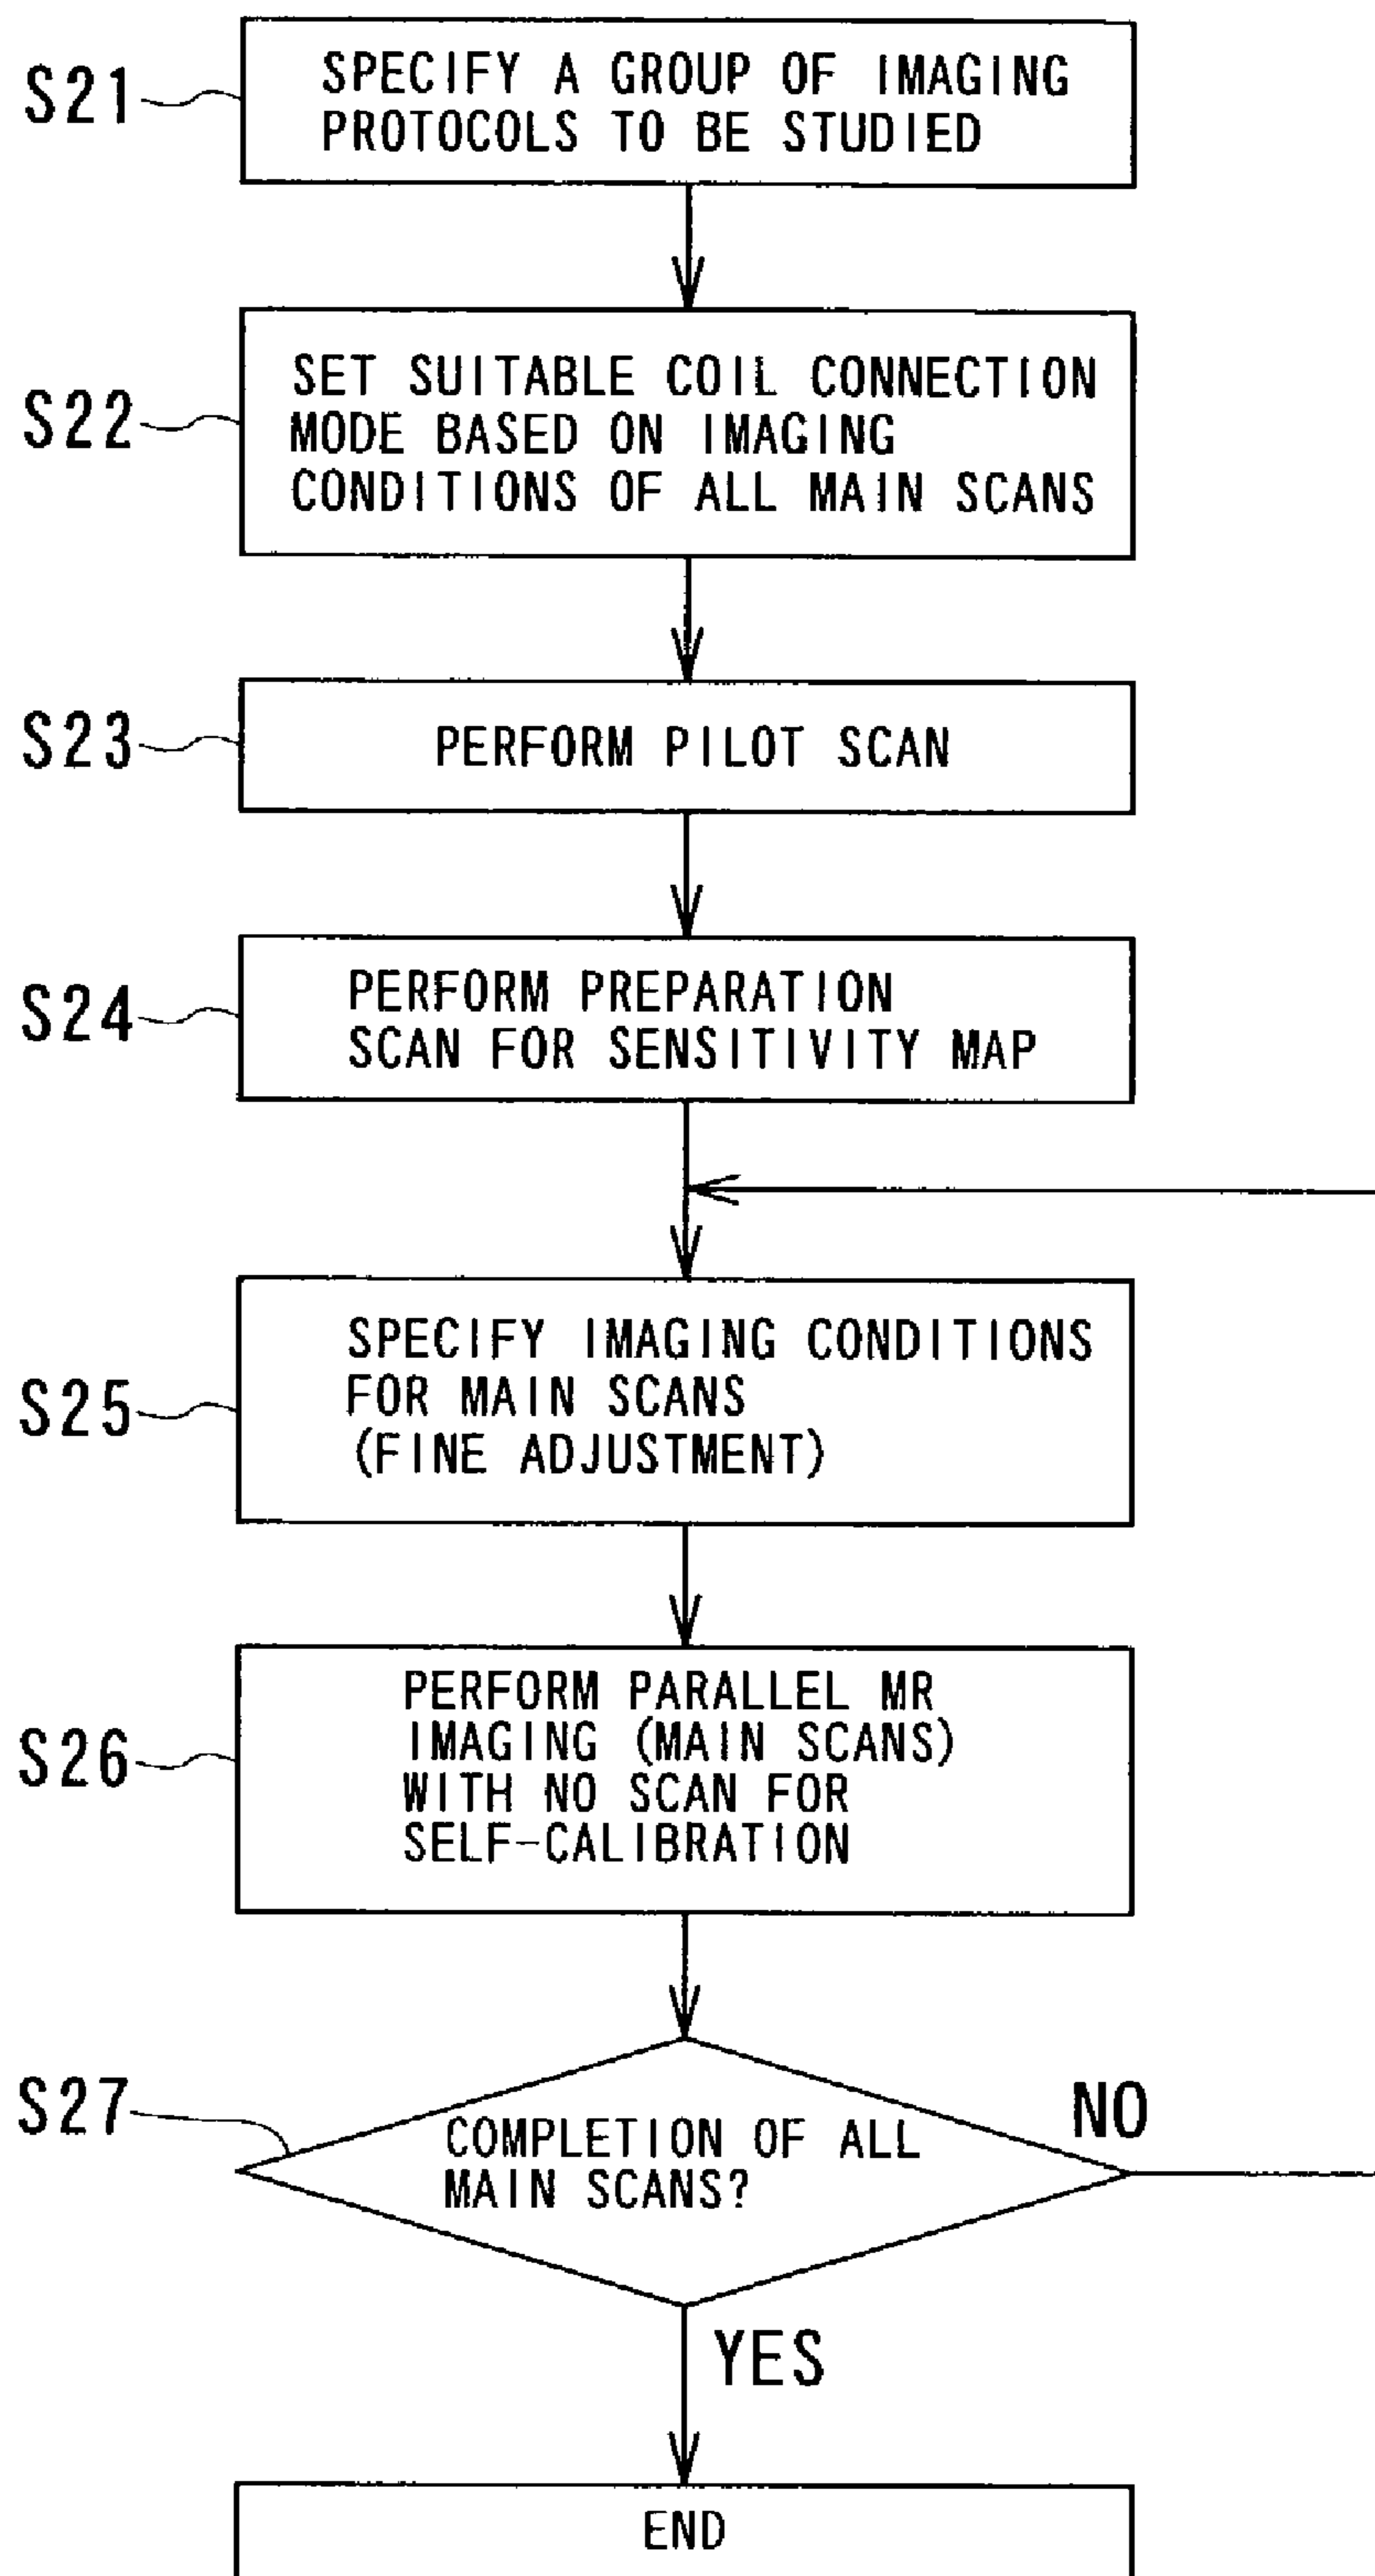 S21
SPECIFY A GROUP OF IMAGING
PROTOCOLS TO BE STUDIED
S22
SET SUITABLE COIL CONNECTION
MODE BASED ON IMAGING
CONDITIONS OF ALL MAIN SCANS
S23
PERFORM PILOT SCAN
S24
PERFORM PREPARATION
SCAN FOR SENSITIVITY MAP
S25
SPECIFY IMAGING CONDITIONS
FOR MAIN SCANS
(FINE ADJUSTMENT)
S26
PERFORM PARALLEL MR
IMAGING (MAIN SCANS)
WITH NO SCAN FOR
SELF-CALIBRATION
S27
COMPLETION OF ALL
MAIN SCANS?
NO
YES
END